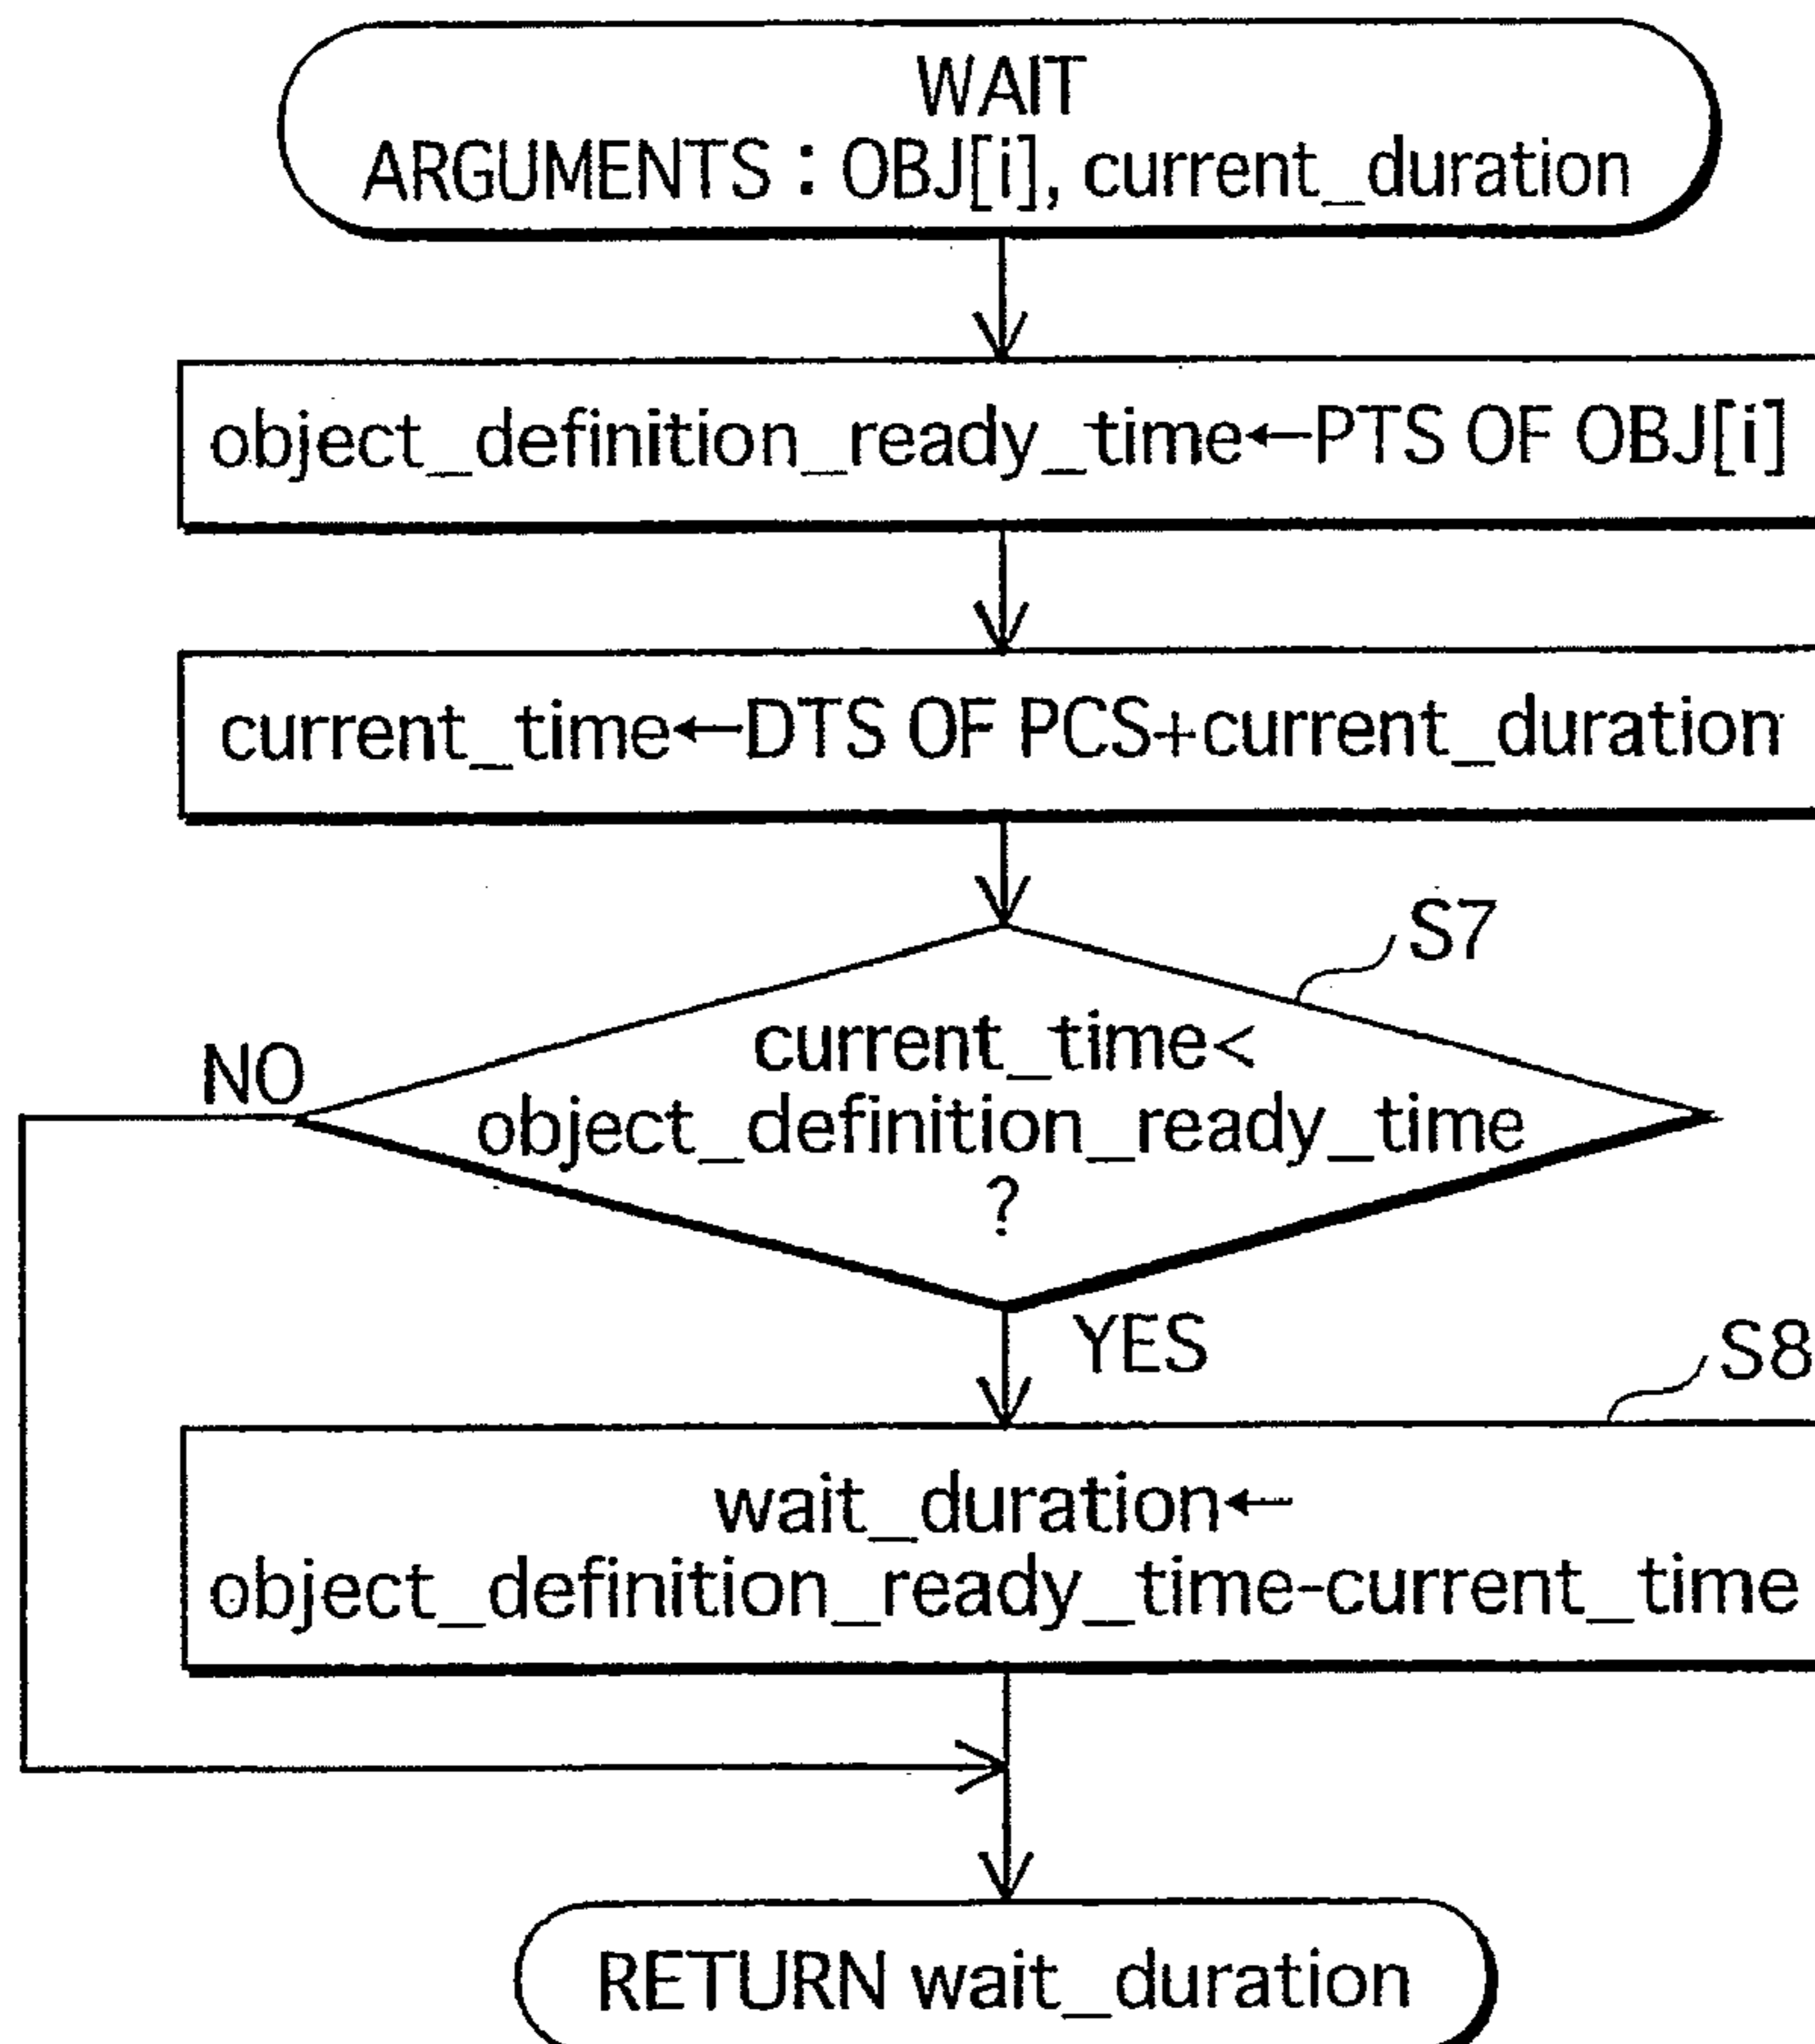 WAIT
ARGUMENTS : OBJ[i], current_duration
object_definition_ready_time←PTS OF OBJ[i]
current_time←DTS OF PCS+current_duration
S7
current_time<
NO
object_definition_ready_time
?
YES
S8
wait_duration←
object_definition_ready_time-current_time
RETURN wait_duration